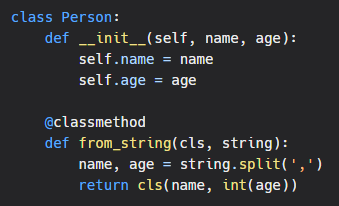 class Person:
    def __init__(self, name, age):
        self.name = name
        self.age = age

    @classmethod
    def from_string(cls, string):
        name, age = string.split(',')
        return cls(name, int(age))